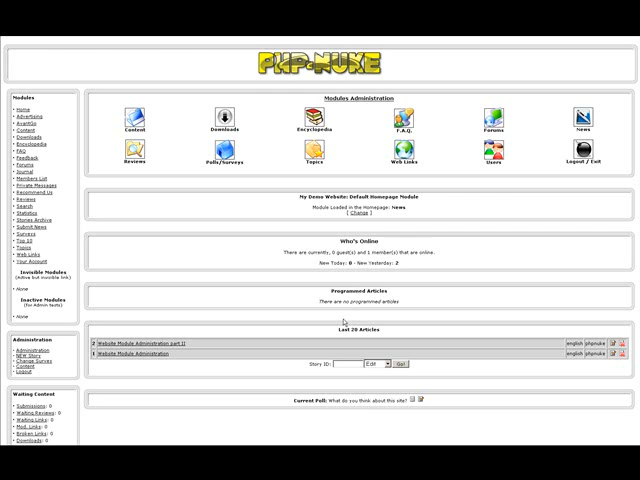 PHP-NUKE
Modules
Home
Advertising
AvantGo
Content
Downloads
Encyclopedia
FAQ
Feedback
Forums
Journal
Members List
Private Messages
Recommend Us
Reviews
Search
Statistics
Stories Archive
Submit News
Surveys
Top 10
Topics
Web Links
Your Account
Invisible Modules
(Active but invisible link)
None
Inactive Modules
(for Admin tests)
None
Administration
Administration
NEW Story
Change Survey
Content
Logout
Waiting Content
Submissions: 0
Waiting Reviews: 0
Waiting Links: 0
Mod. Links: 0
Broken Links: 0
Downloads: 0
Modules Administration
Content Downloads Encyclopedia F.A.Q. Forums News
Reviews Polls/Surveys Topics Web Links Users Logout / Exit
My Demo Website: Default Homepage Module
Module Loaded in the Homepage: News
[ Change ]
Who's Online
There are currently, 0 guest(s) and 1 member(s) that are online.
New Today: 0 - New Yesterday: 2
Programmed Articles
There are no programmed articles
Last 20 Articles
2 Website Module Administration part II english phpnuke
1 Website Module Administration english phpnuke
Story ID: Edit Go!
Current Poll: What do you think about this site?